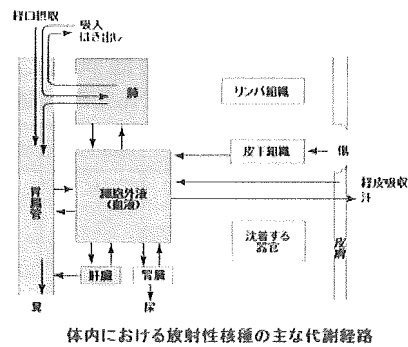 経口摂取
吸入
はき出し
肺
リンパ組織
皮下組織
傷
胃腸管
細胞外液
(血液)
経皮吸収
汗
沈着する
器官
皮膚
肝臓
腎臓
糞
尿
体内における放射性核種の主な代謝経路